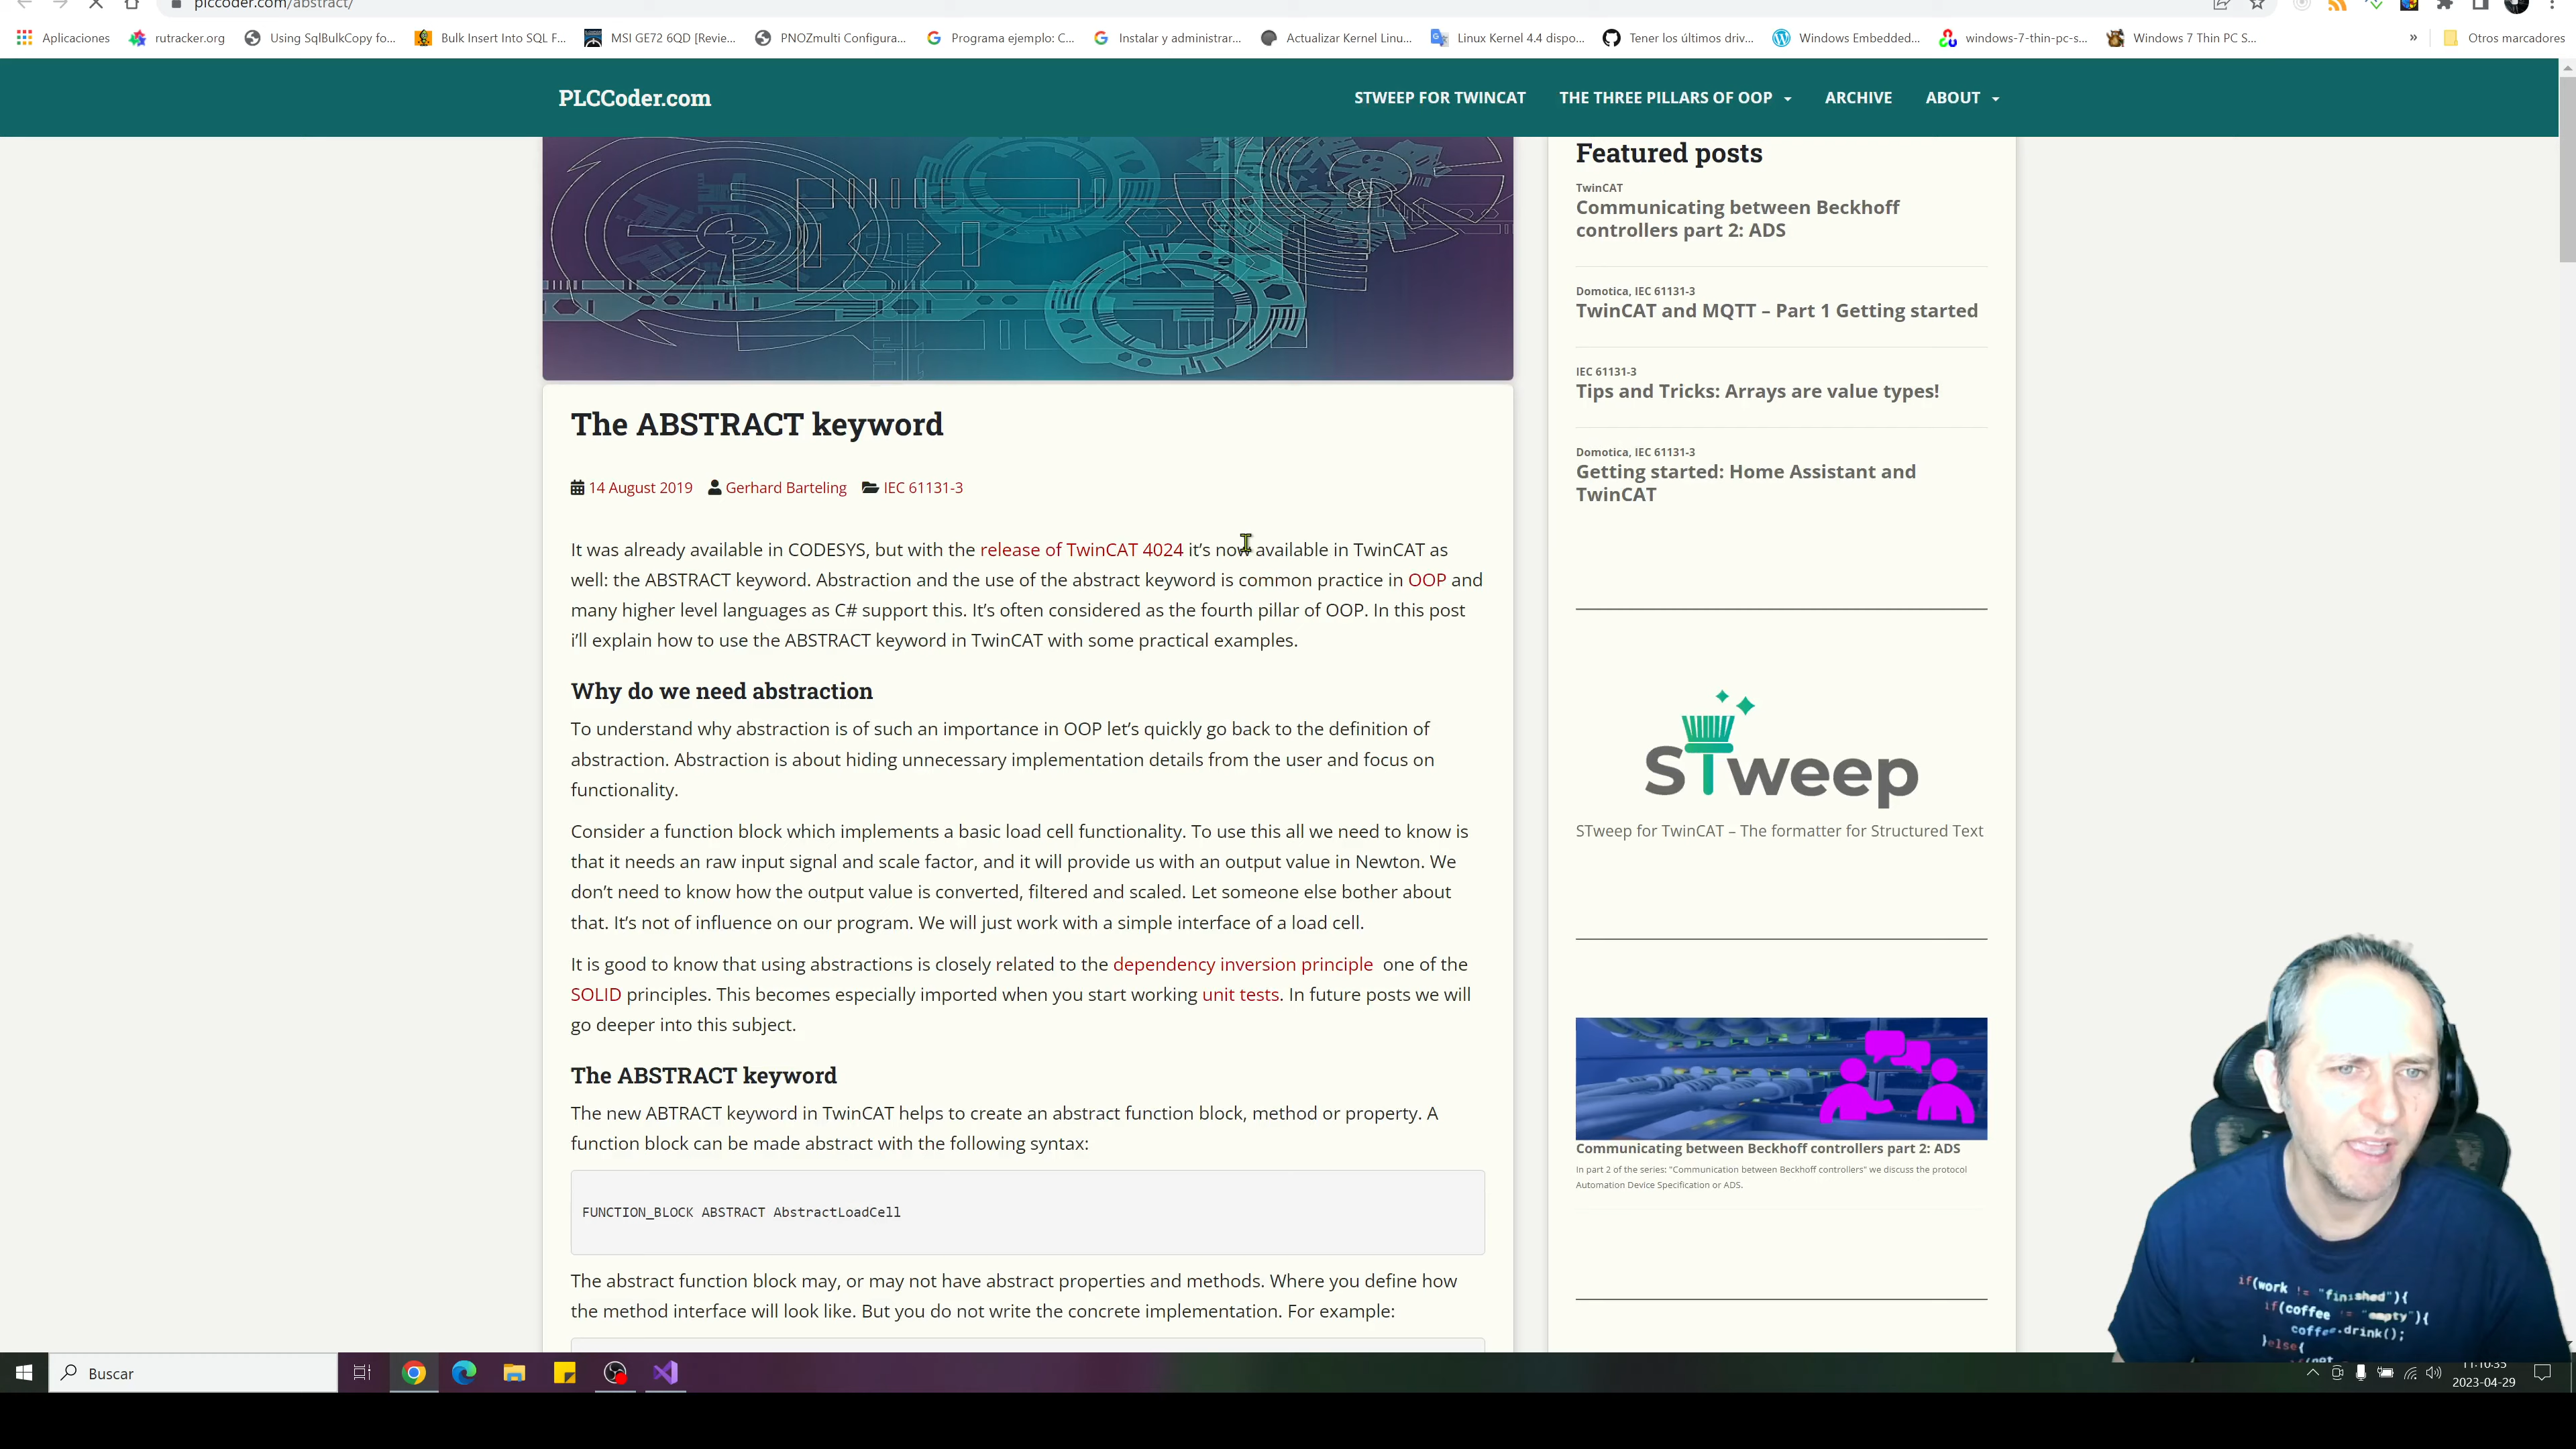 plccoder.com/abstract/
Aplicaciones
rutracker.org
Using SqlBulkCopy fo...
Bulk Insert Into SQL F...
MSI GE72 6QD [Revie...
PNOZmulti Configura...
Programa ejemplo: C...
Instalar y administrar...
Actualizar Kernel Linu...
Linux Kernel 4.4 dispo...
Tener los últimos driv...
Windows Embedded...
windows-7-thin-pc-s...
Windows 7 Thin PC S...
»
Otros marcadores
PLCCoder.com
STWEEP FOR TWINCAT
THE THREE PILLARS OF OOP
ARCHIVE
ABOUT
The ABSTRACT keyword
14 August 2019 Gerhard Barteling IEC 61131-3
It was already available in CODESYS, but with the release of TwinCAT 4024 it's now available in TwinCAT as
well: the ABSTRACT keyword. Abstraction and the use of the abstract keyword is common practice in OOP and
many higher level languages as C# support this. It's often considered as the fourth pillar of OOP. In this post
i'll explain how to use the ABSTRACT keyword in TwinCAT with some practical examples.
Why do we need abstraction
To understand why abstraction is of such an importance in OOP let's quickly go back to the definition of
abstraction. Abstraction is about hiding unnecessary implementation details from the user and focus on
functionality.
Consider a function block which implements a basic load cell functionality. To use this all we need to know is
that it needs an raw input signal and scale factor, and it will provide us with an output value in Newton. We
don't need to know how the output value is converted, filtered and scaled. Let someone else bother about
that. It's not of influence on our program. We will just work with a simple interface of a load cell.
It is good to know that using abstractions is closely related to the dependency inversion principle one of the
SOLID principles. This becomes especially imported when you start working unit tests. In future posts we will
go deeper into this subject.
The ABSTRACT keyword
The new ABTRACT keyword in TwinCAT helps to create an abstract function block, method or property. A
function block can be made abstract with the following syntax:
FUNCTION_BLOCK ABSTRACT AbstractLoadCell
The abstract function block may, or may not have abstract properties and methods. Where you define how
the method interface will look like. But you do not write the concrete implementation. For example:
Featured posts
TwinCAT
Communicating between Beckhoff
controllers part 2: ADS
Domotica, IEC 61131-3
TwinCAT and MQTT – Part 1 Getting started
IEC 61131-3
Tips and Tricks: Arrays are value types!
Domotica, IEC 61131-3
Getting started: Home Assistant and
TwinCAT
STweep
STweep for TwinCAT – The formatter for Structured Text
Communicating between Beckhoff controllers part 2: ADS
In part 2 of the series: "Communication between Beckhoff controllers" we discuss the protocol
Automation Device Specification or ADS.
if(work != "finished"){
if(coffee != "empty"){
coffee.drink();
}else{
Buscar
11:10:35
2023-04-29